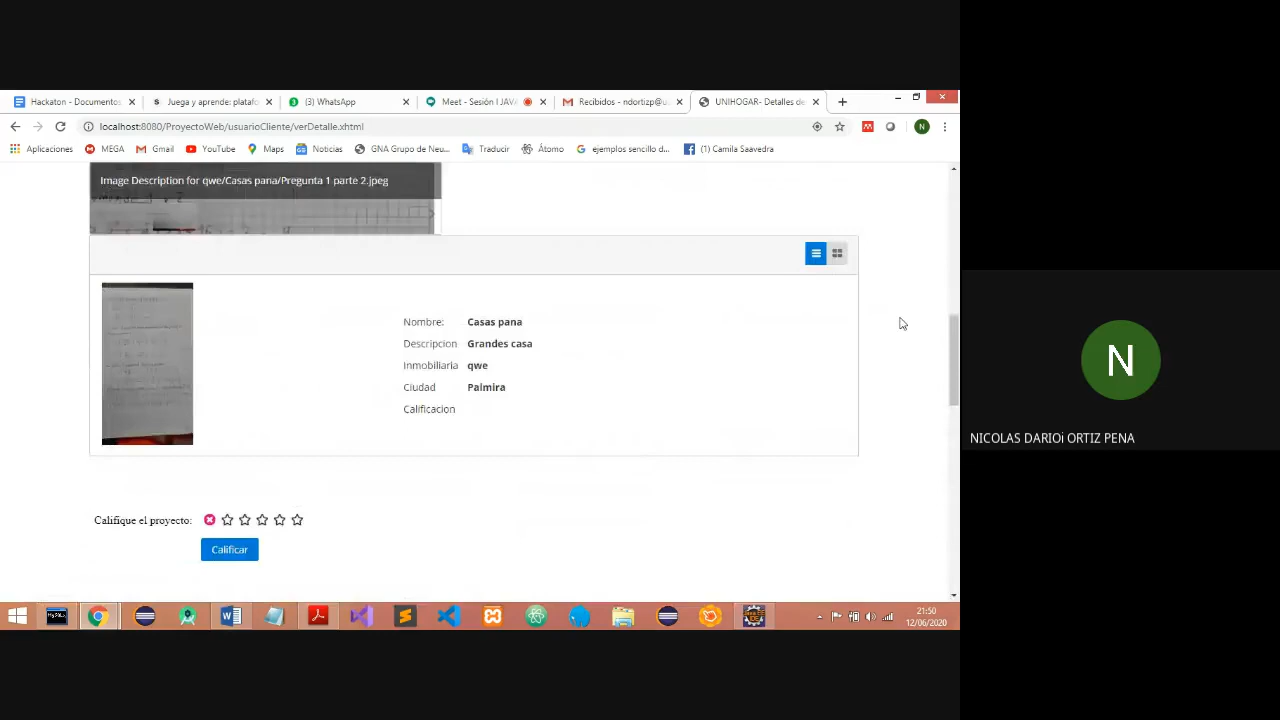 Hackaton - Documentos
Juega y aprende: platafo
(3) WhatsApp
Meet - Sesión I JAVA
Recibidos - ndortizp@u
UNIHOGAR- Detalles de
localhost:8080/ProyectoWeb/usuarioCliente/verDetalle.xhtml
N
Aplicaciones
MEGA
Gmail
YouTube
Maps
Noticias
GNA Grupo de Neu...
Traducir
Átomo
ejemplos sencillo d...
(1) Camila Saavedra
Image Description for qwe/Casas pana/Pregunta 1 parte 2.jpeg
Nombre: Casas pana
Descripcion Grandes casa
Inmobiliaria qwe
Ciudad Palmira
Calificacion
Califique el proyecto:
Calificar
N
NICOLAS DARIOi ORTIZ PENA
21:50
12/06/2020